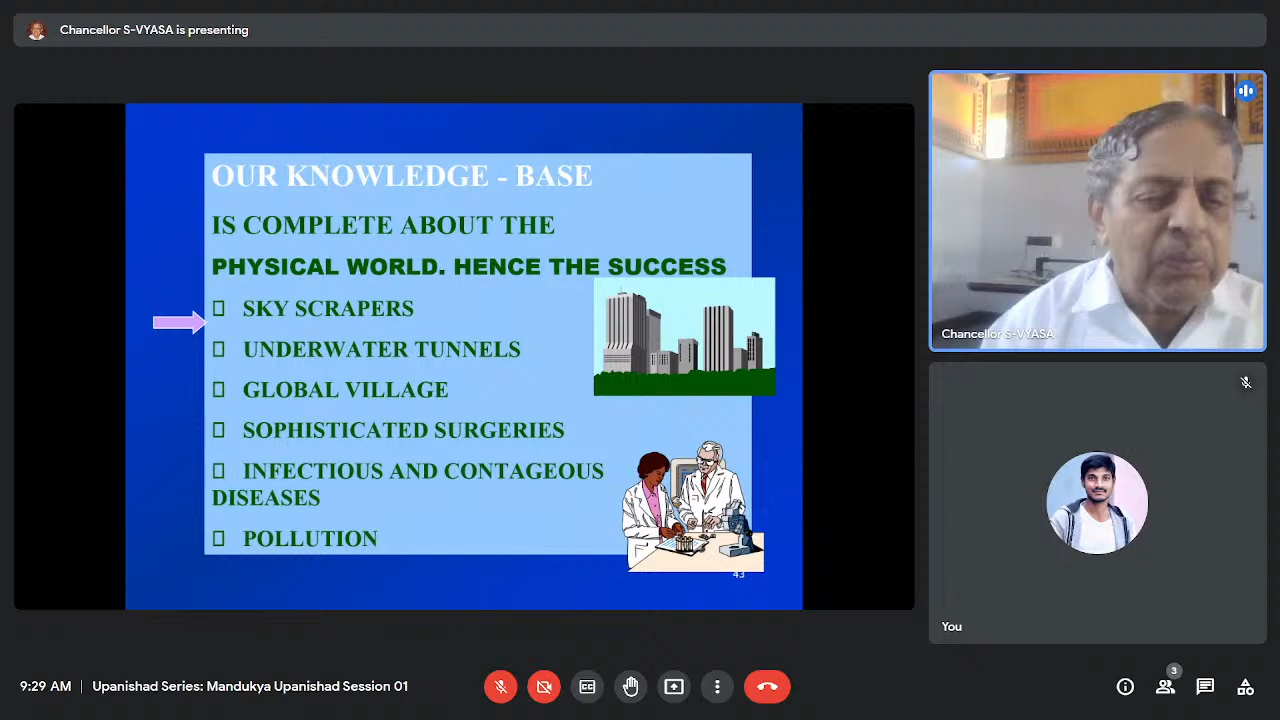 Chancellor S-VYASA is presenting
OUR KNOWLEDGE - BASE
IS COMPLETE ABOUT THE
PHYSICAL WORLD. HENCE THE SUCCESS
SKY SCRAPERS
UNDERWATER TUNNELS
GLOBAL VILLAGE
SOPHISTICATED SURGERIES
INFECTIOUS AND CONTAGEOUS
DISEASES
POLLUTION
43
Chancellor S-VYASA
You
9:29 AM | Upanishad Series: Mandukya Upanishad Session 01
3